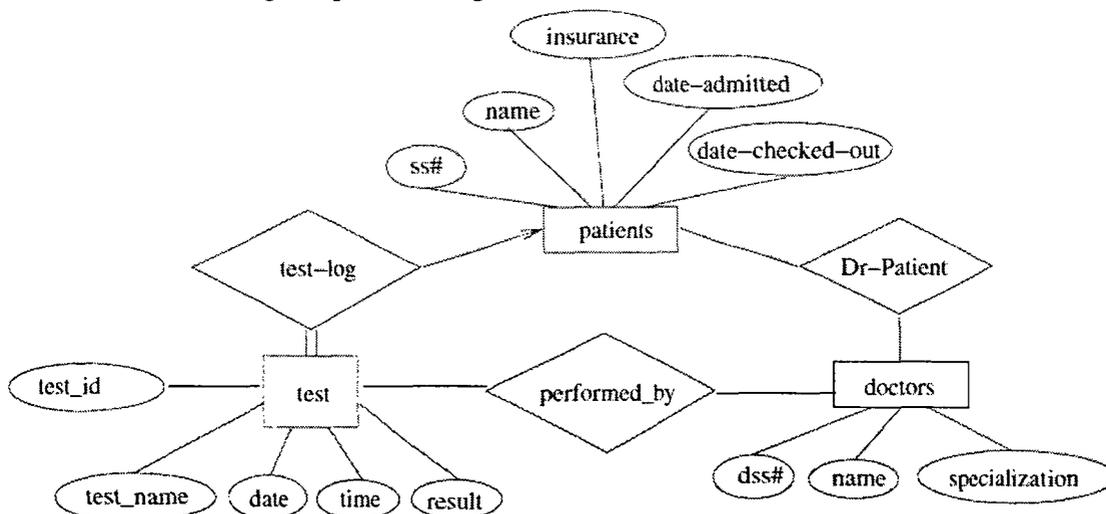 insurance
date-admitted
name
date-checked-out
ss#
patients
test-log
Dr-Patient
test_id
test
performed_by
doctors
test_name
date
time
result
dss#
name
specialization